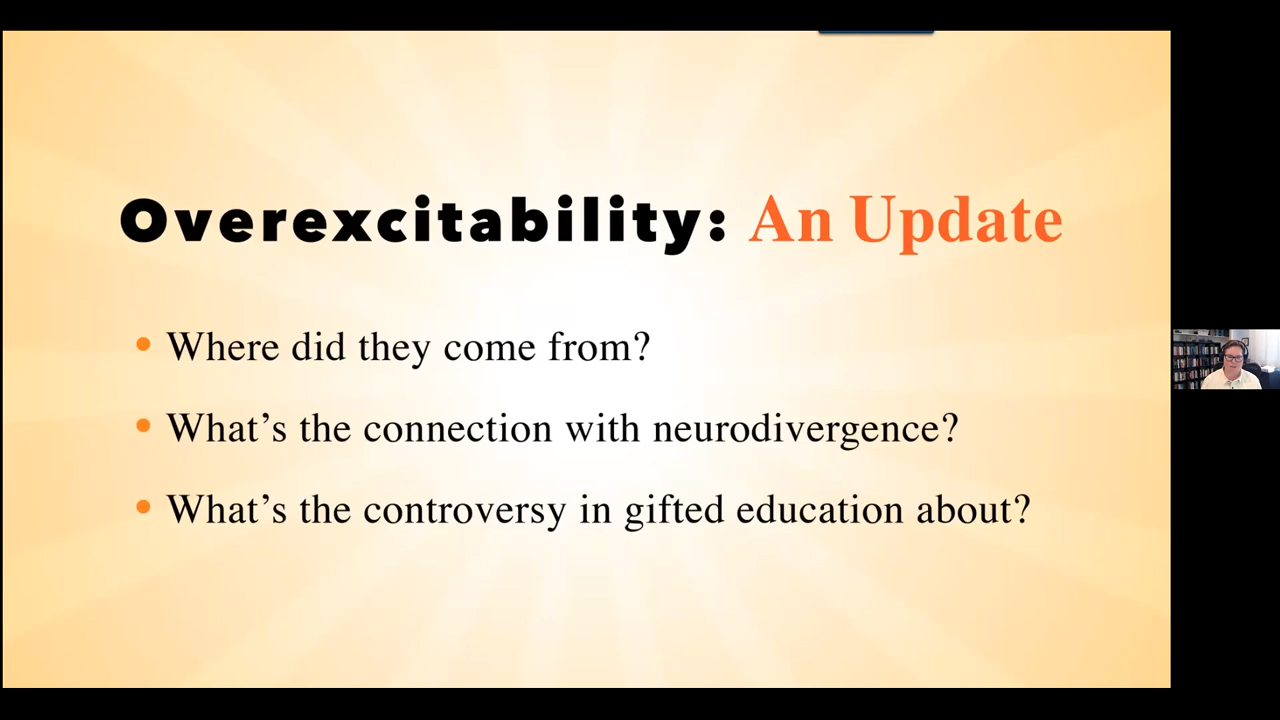 Overexcitability: An Update
• Where did they come from?
• What’s the connection with neurodivergence?
• What’s the controversy in gifted education about?